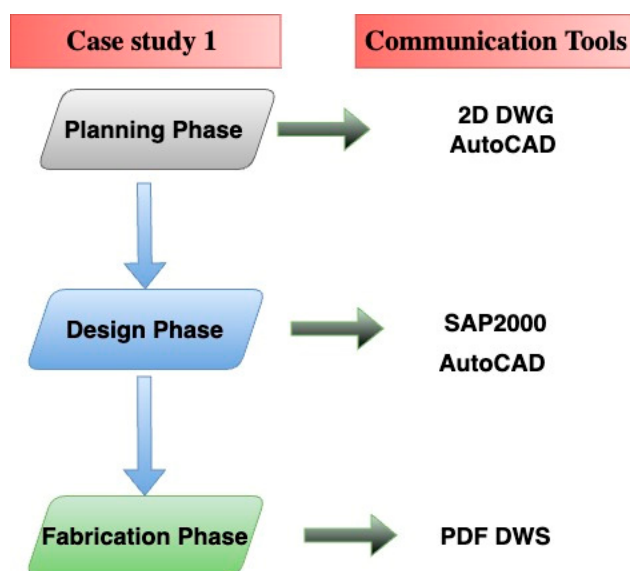 Case study 1
Communication Tools
Planning Phase
2D DWG
AutoCAD
Design Phase
SAP2000
AutoCAD
Fabrication Phase
PDF DWS